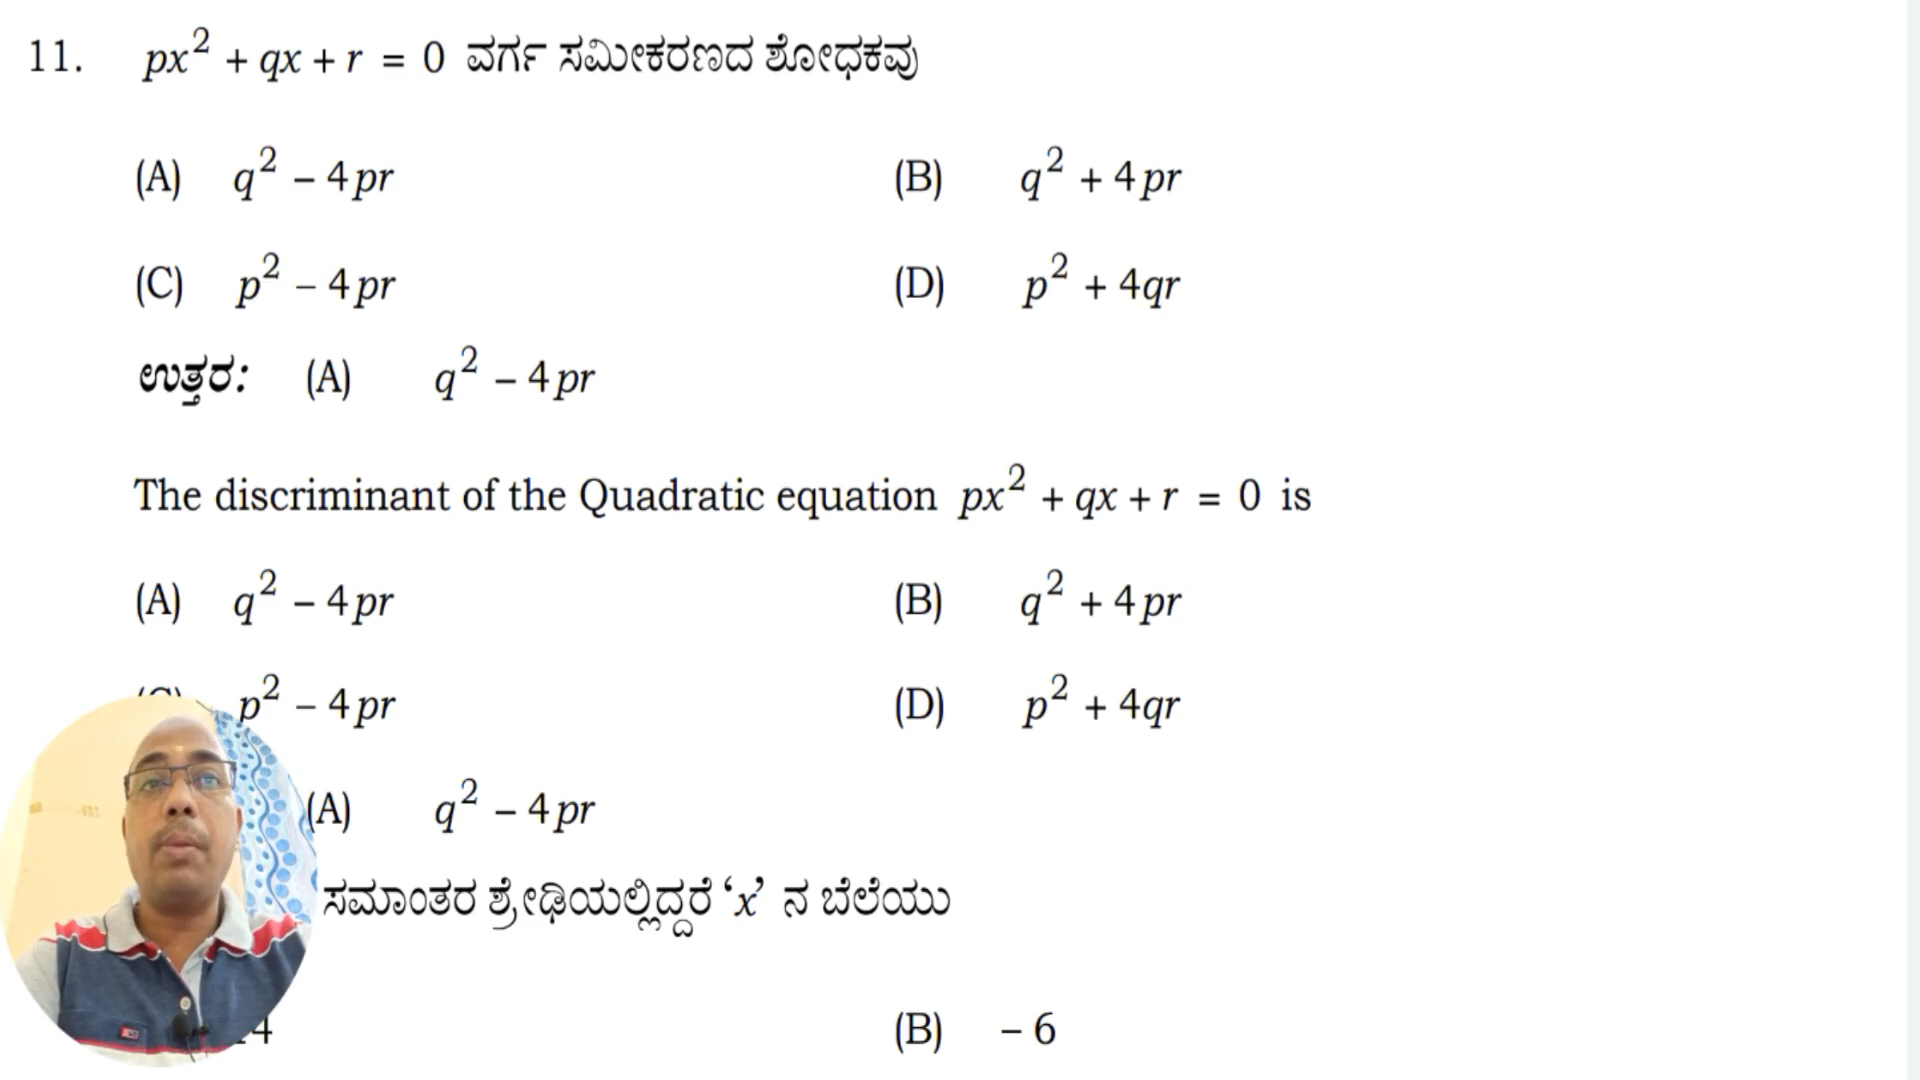 11. px² + qx + r = 0 ವರ್ಗ ಸಮೀಕರಣದ ಶೋಧಕವು
(A) q² – 4pr (B) q² + 4pr
(C) p² – 4pr (D) p² + 4qr
ಉತ್ತರ: (A) q² – 4pr
The discriminant of the Quadratic equation px² + qx + r = 0 is
(A) q² – 4pr (B) q² + 4pr
p² – 4pr (D) p² + 4qr
(A) q² – 4pr
ಸಮಾಂತರ ಶ್ರೇಢಿಯಲ್ಲಿದ್ದರೆ ‘x’ ನ ಬೆಲೆಯು
(B) – 6